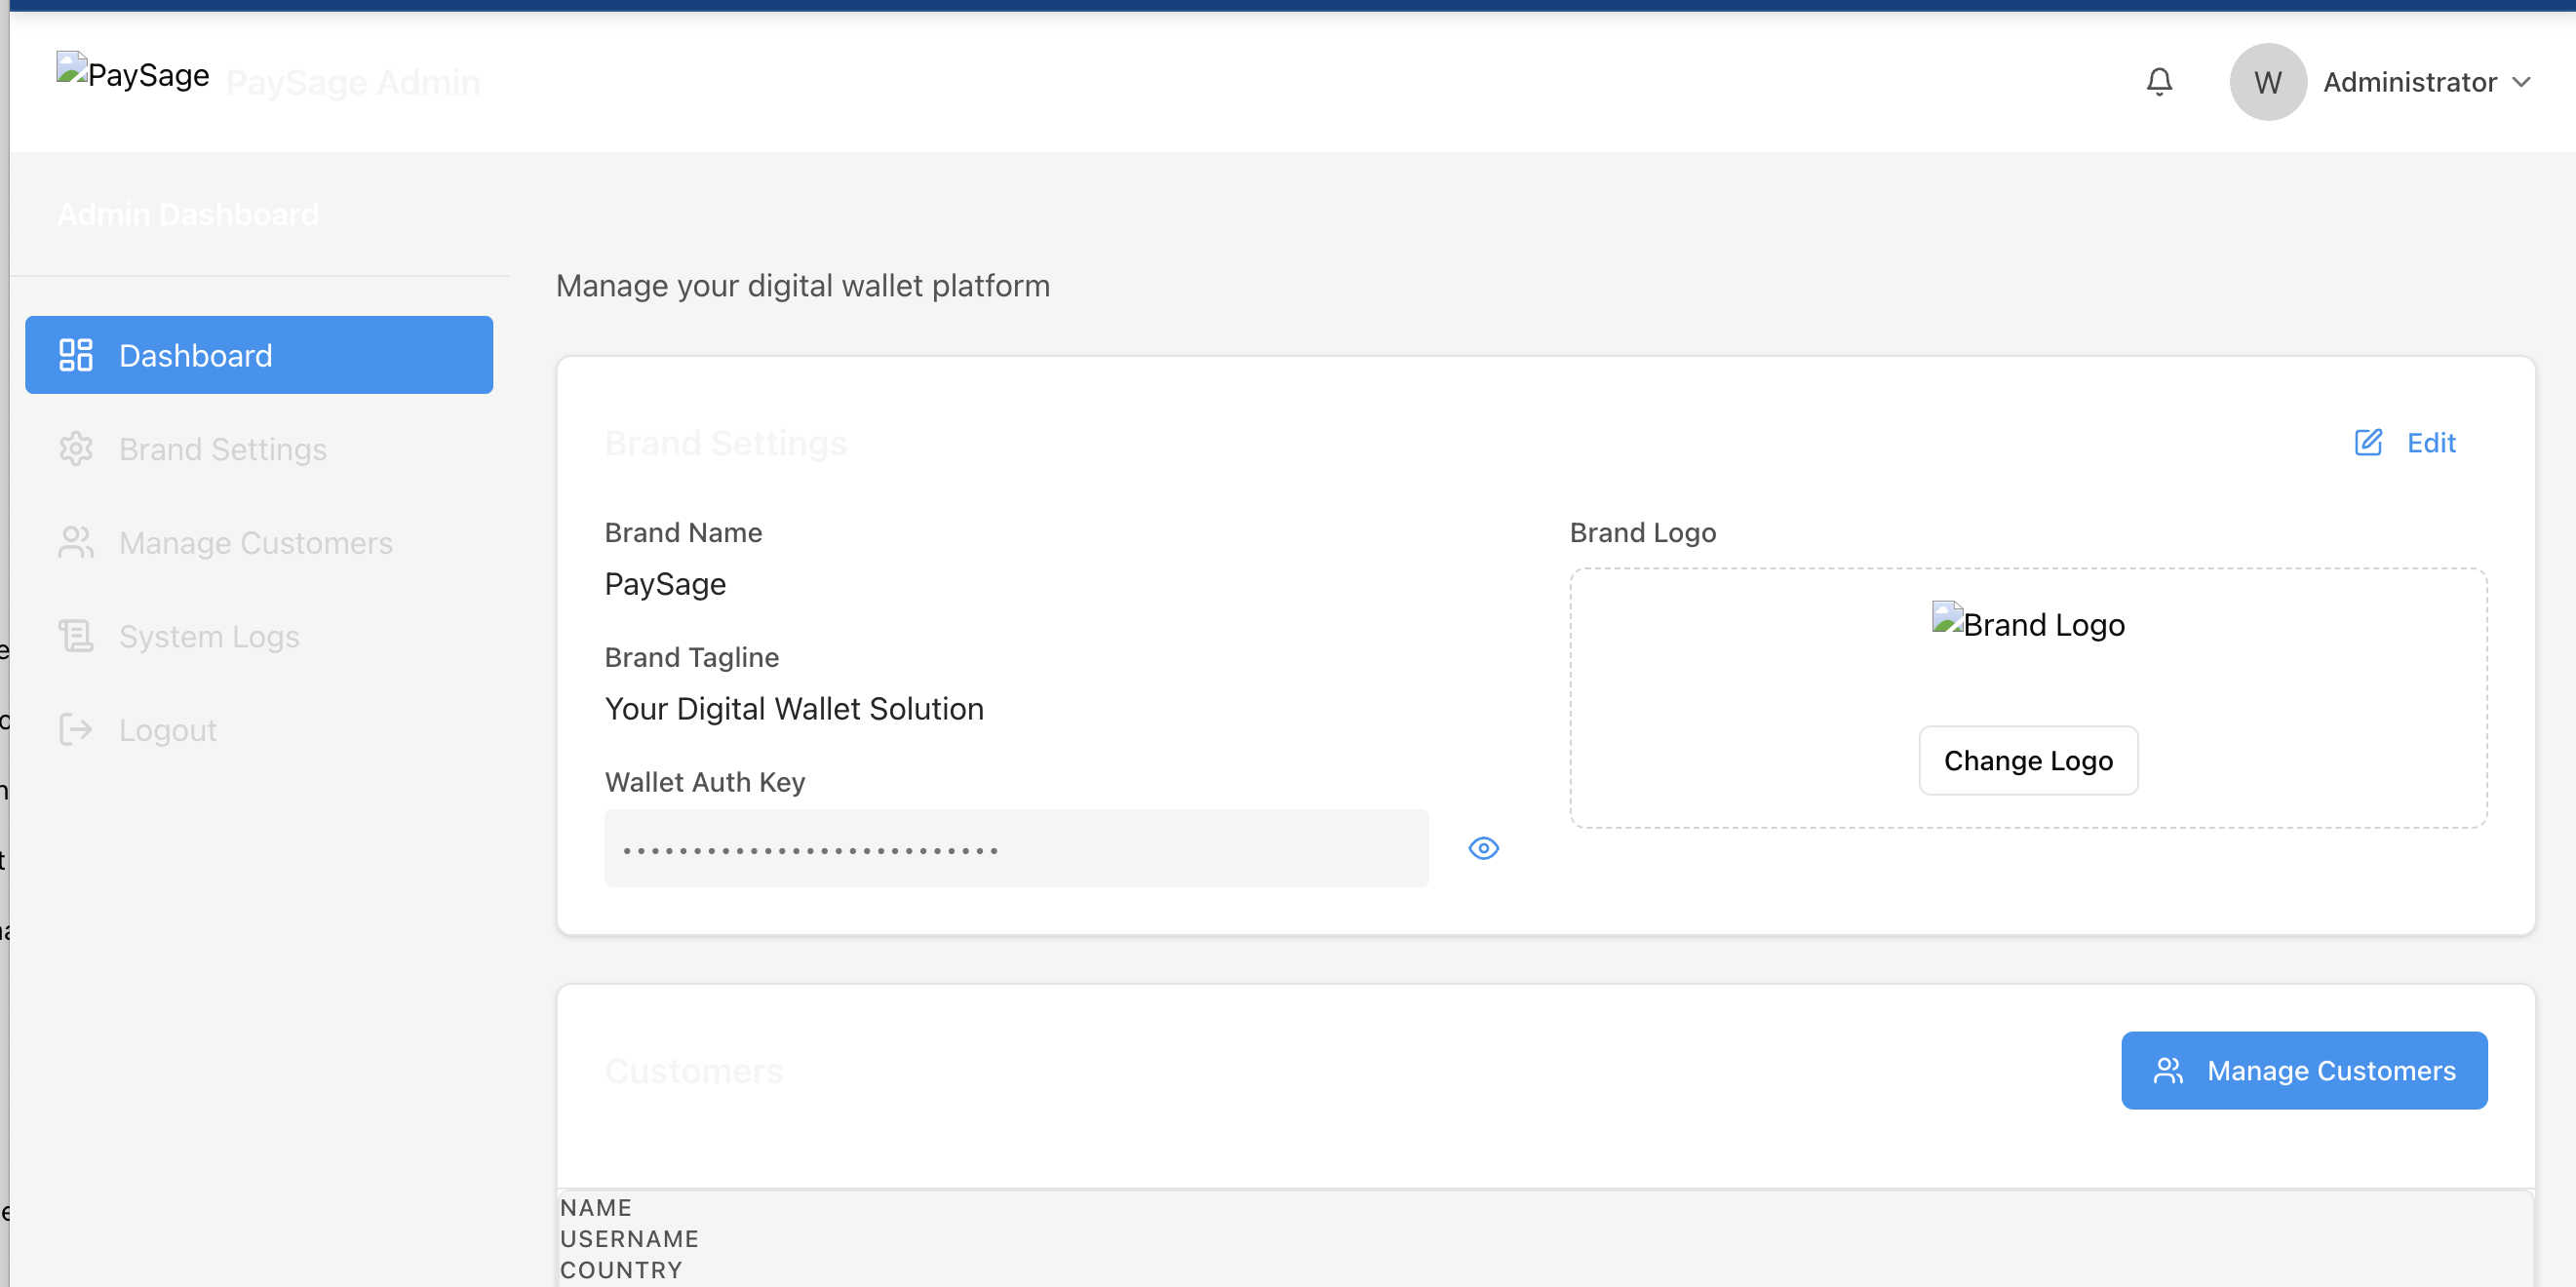 PaySage PaySage Admin
W Administrator
Admin Dashboard
Manage your digital wallet platform
Dashboard
Brand Settings
Manage Customers
System Logs
Logout
Brand Settings
Edit
Brand Name
PaySage
Brand Tagline
Your Digital Wallet Solution
Wallet Auth Key
••••••••••••••••••••••••••
Brand Logo
Brand Logo
Change Logo
Customers
Manage Customers
NAME
USERNAME
COUNTRY